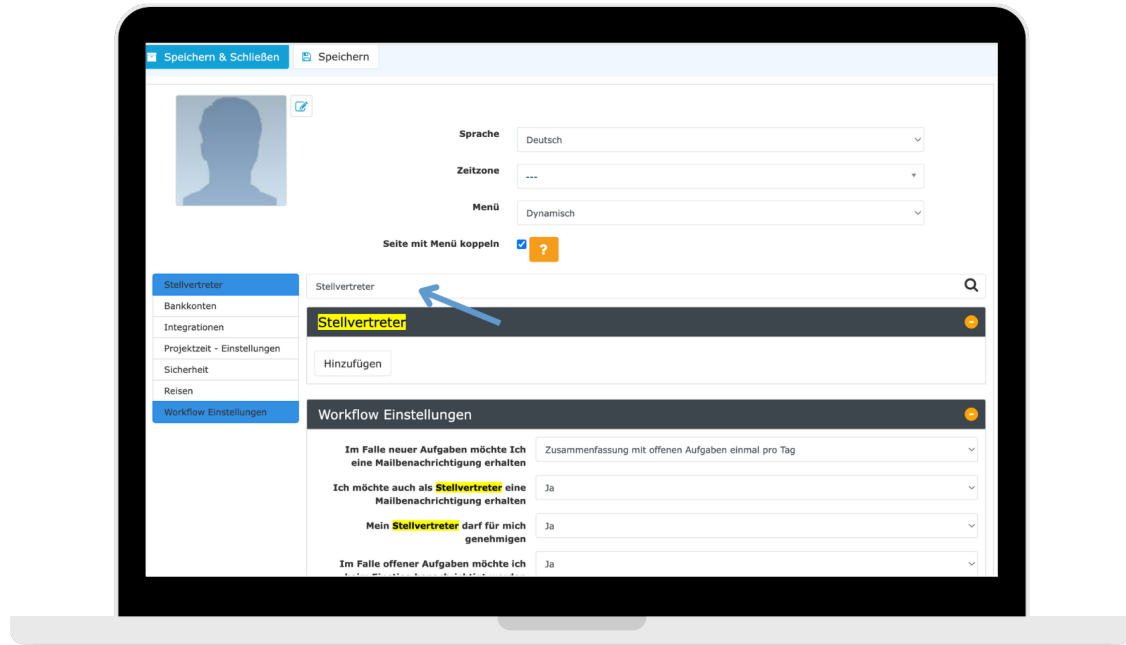 Speichern & Schließen
Speichern
Sprache
Deutsch
Zeitzone
---
Menü
Dynamisch
Seite mit Menü koppeln
?
Stellvertreter
Bankkonten
Integrationen
Projektzeit - Einstellungen
Sicherheit
Reisen
Workflow Einstellungen
Stellvertreter
Stellvertreter
Hinzufügen
Workflow Einstellungen
Im Falle neuer Aufgaben möchte Ich
eine Mailbenachrichtigung erhalten
Zusammenfassung mit offenen Aufgaben einmal pro Tag
Ich möchte auch als Stellvertreter eine
Mailbenachrichtigung erhalten
Ja
Mein Stellvertreter darf für mich
genehmigen
Ja
Im Falle offener Aufgaben möchte ich
Ja